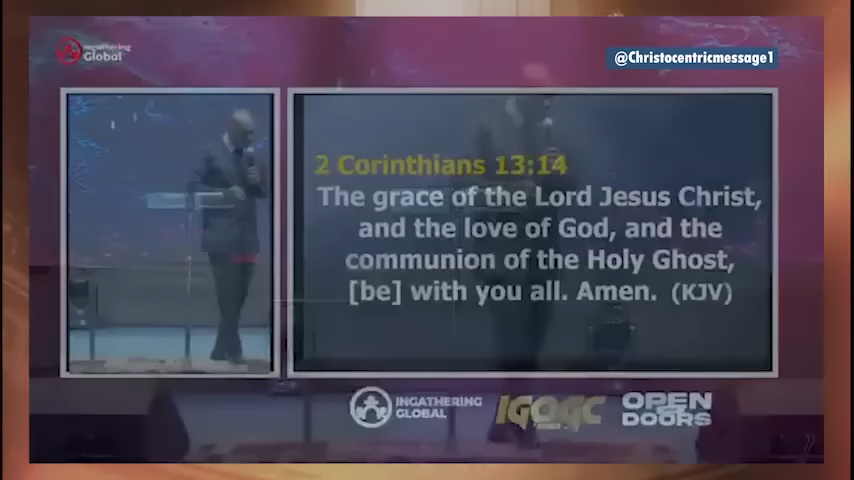 Ingathering
Global
@Christocentricmessage1
2 Corinthians 13:14
The grace of the Lord Jesus Christ,
and the love of God, and the
communion of the Holy Ghost,
[be] with you all. Amen. (KJV)
INGATHERING
GLOBAL
IGOGC
OPEN
DOORS